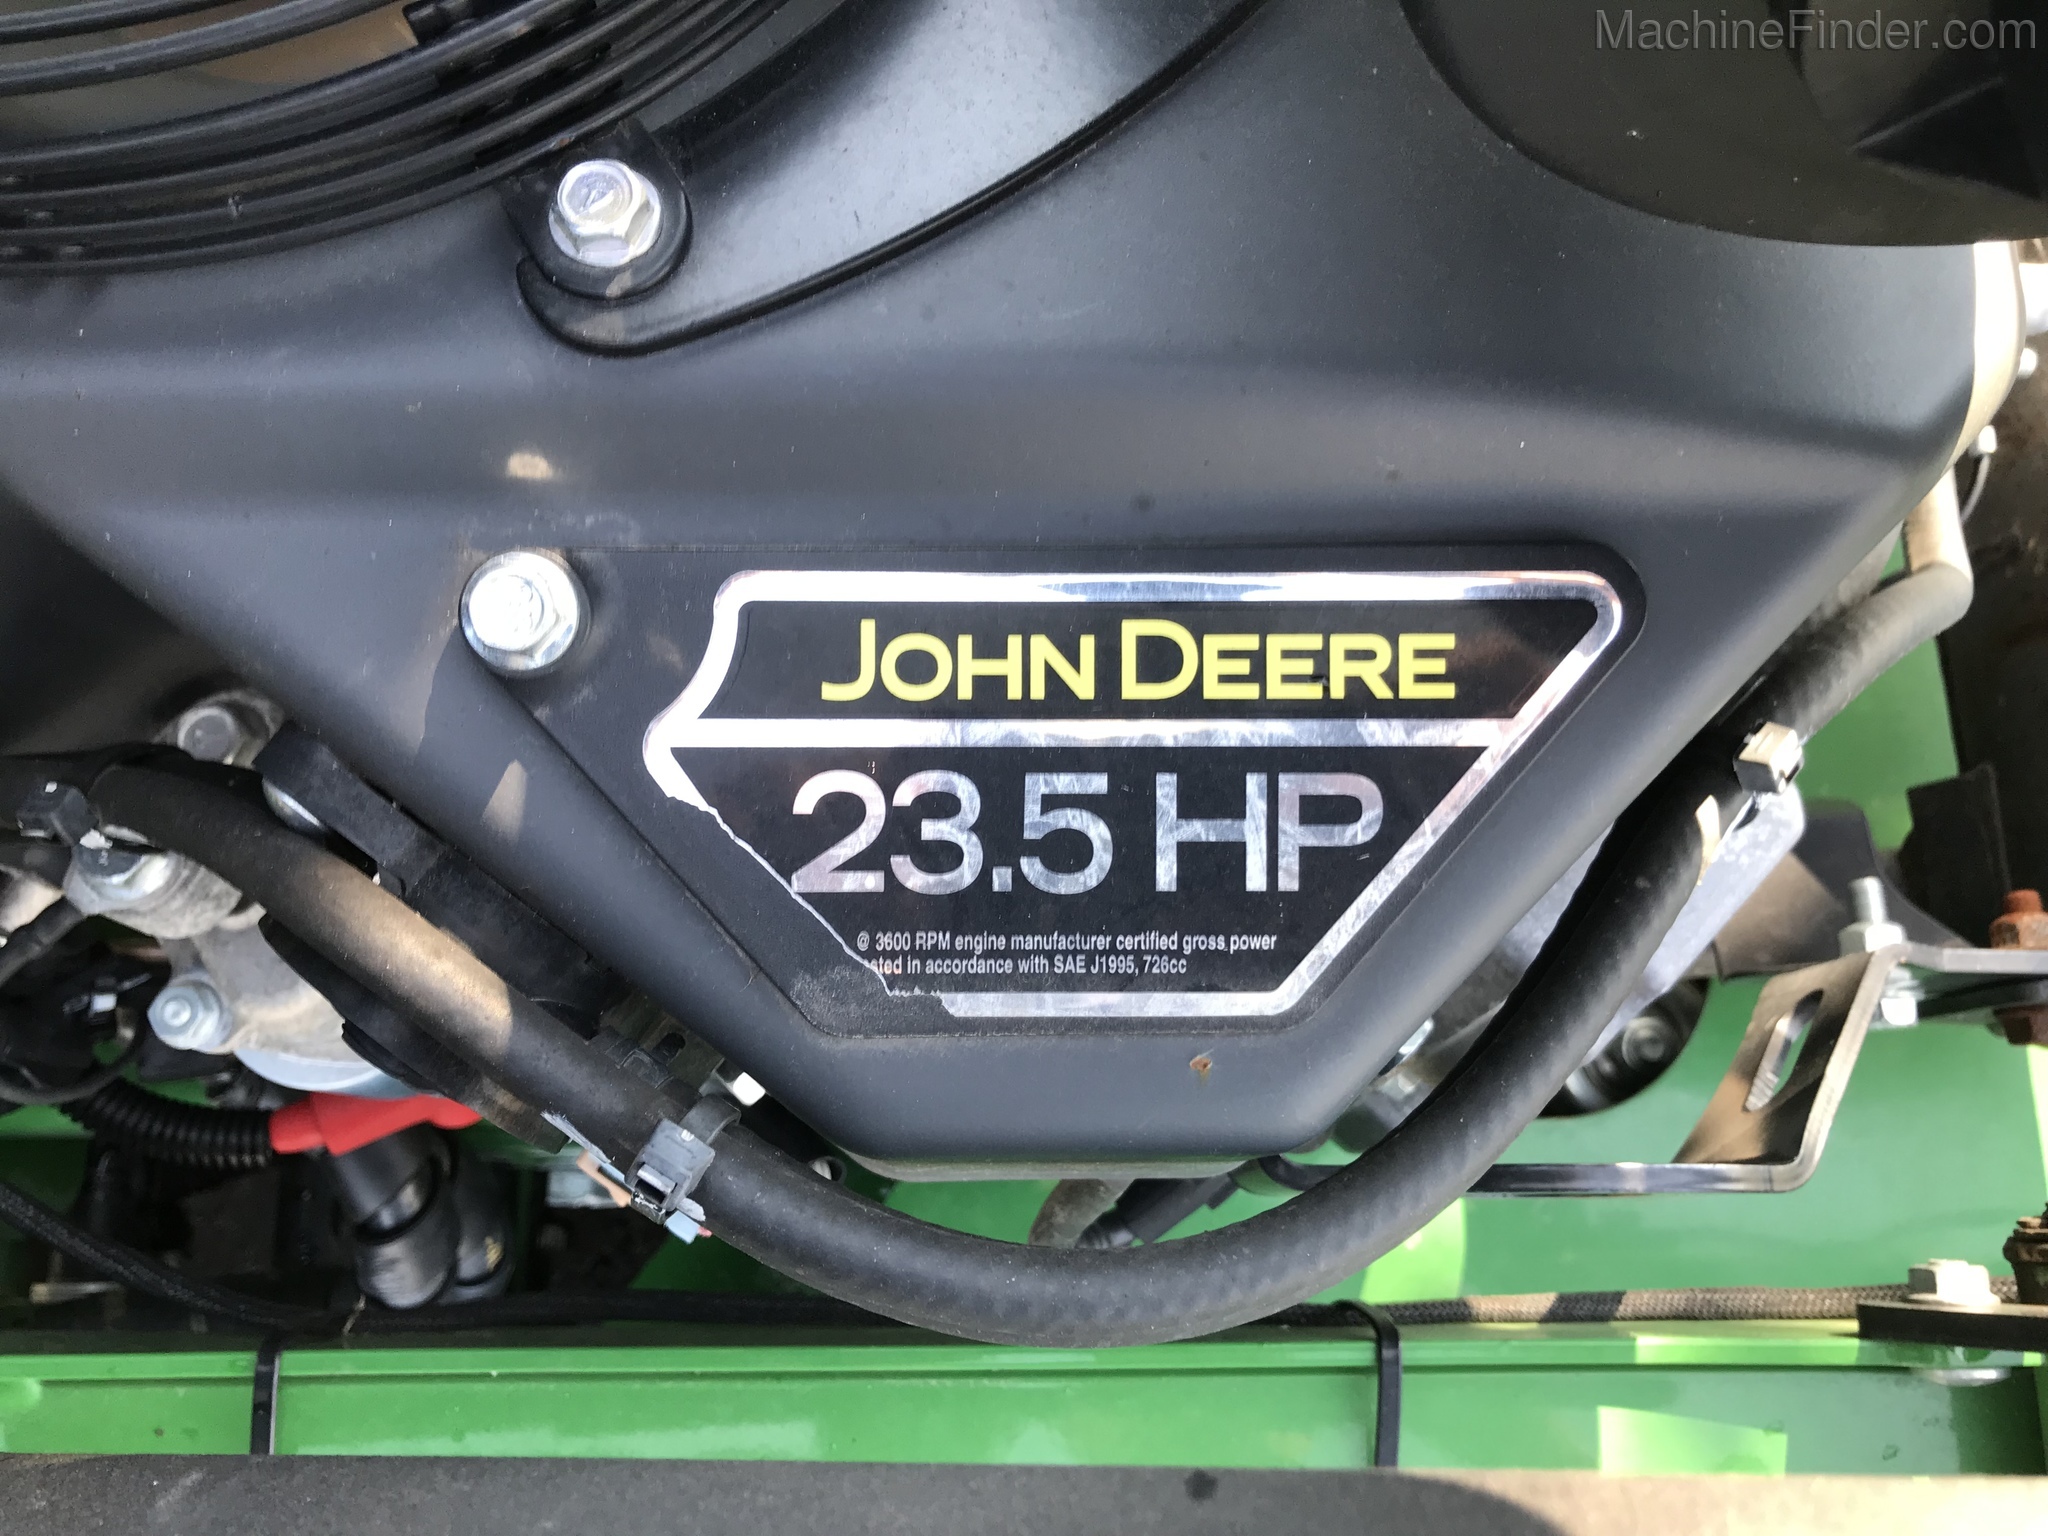 MachineFinder.com
JOHN DEERE
23.5 HP
@ 3600 RPM engine manufacturer certified gross power
in accordance with SAE J1995, 726cc